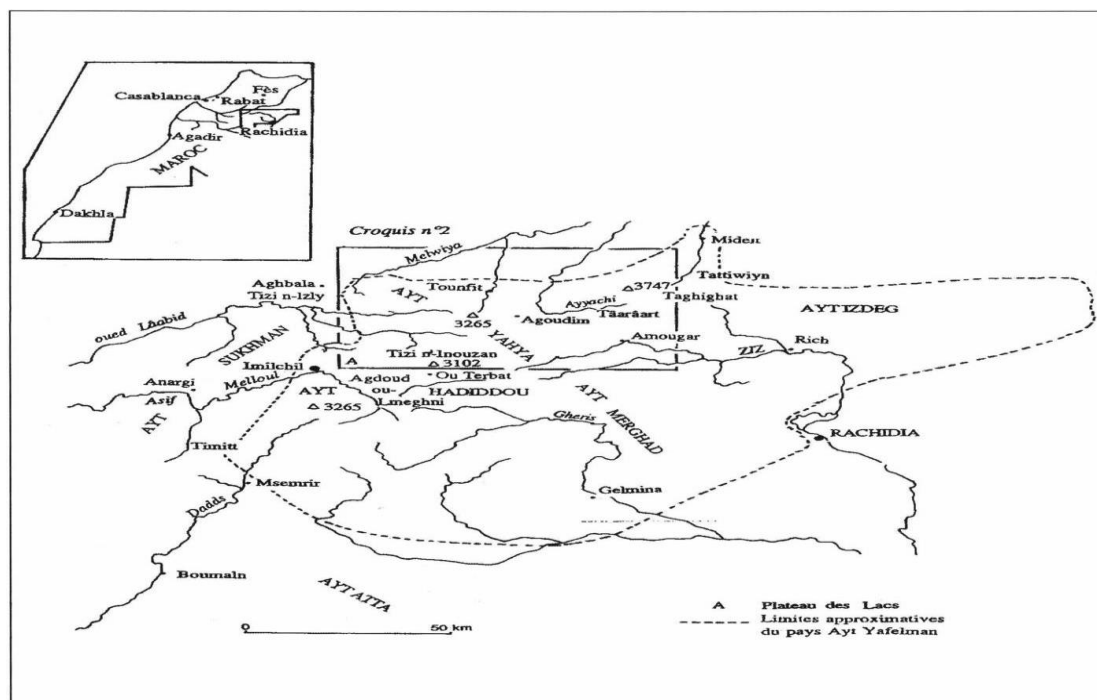 Fès
Casablanca
Rabat
Rachidia
Agadir
MAROC
Dakhla
Croquis n°2
Melwiya
Midelt
Aghbala
Tizi n-Izly
AYT
Tounfit
Tattiwiyn
3747
Taghighat
AYTIZDEG
oued Lâabid
Ayyachi
Tâarâart
3265
Agoudim
SUKHMAN
YAHYA
Amougar
ZIZ
Rich
Tizi n'-Inouzan
3102
A
Imilchil
Ou Terbat
Anargi
Melloul
Agdoud
ou-
Lmeghni
HADIDDOU
AYT
3265
Asif
AYT
AYT MERGHAD
Gheris
RACHIDIA
Timitt
Msemrir
Gelmina
Dadds
Boumaln
AYT ATTA
0 50 km
A Plateau des Lacs
Limites approximatives
du pays Ayt Yafelman